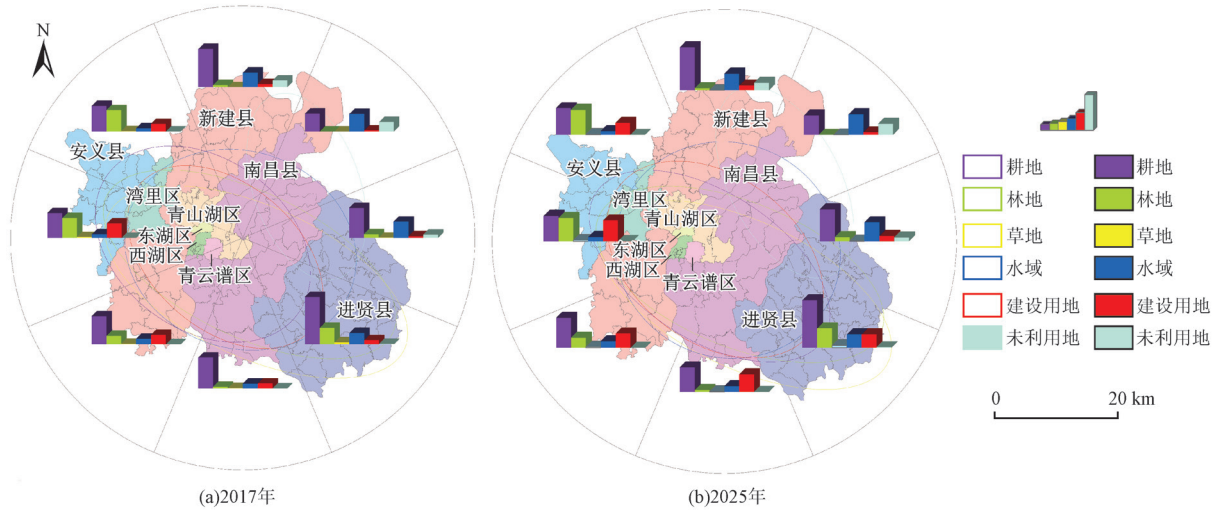 N
新建县
安义县
南昌县
湾里区
青山湖区
东湖区
西湖区
青云谱区
进贤县
(a)2017年
新建县
安义县
南昌县
湾里区
青山湖区
东湖区
西湖区
青云谱区
进贤县
(b)2025年
耕地 耕地
林地 林地
草地 草地
水域 水域
建设用地 建设用地
未利用地 未利用地
0 20 km